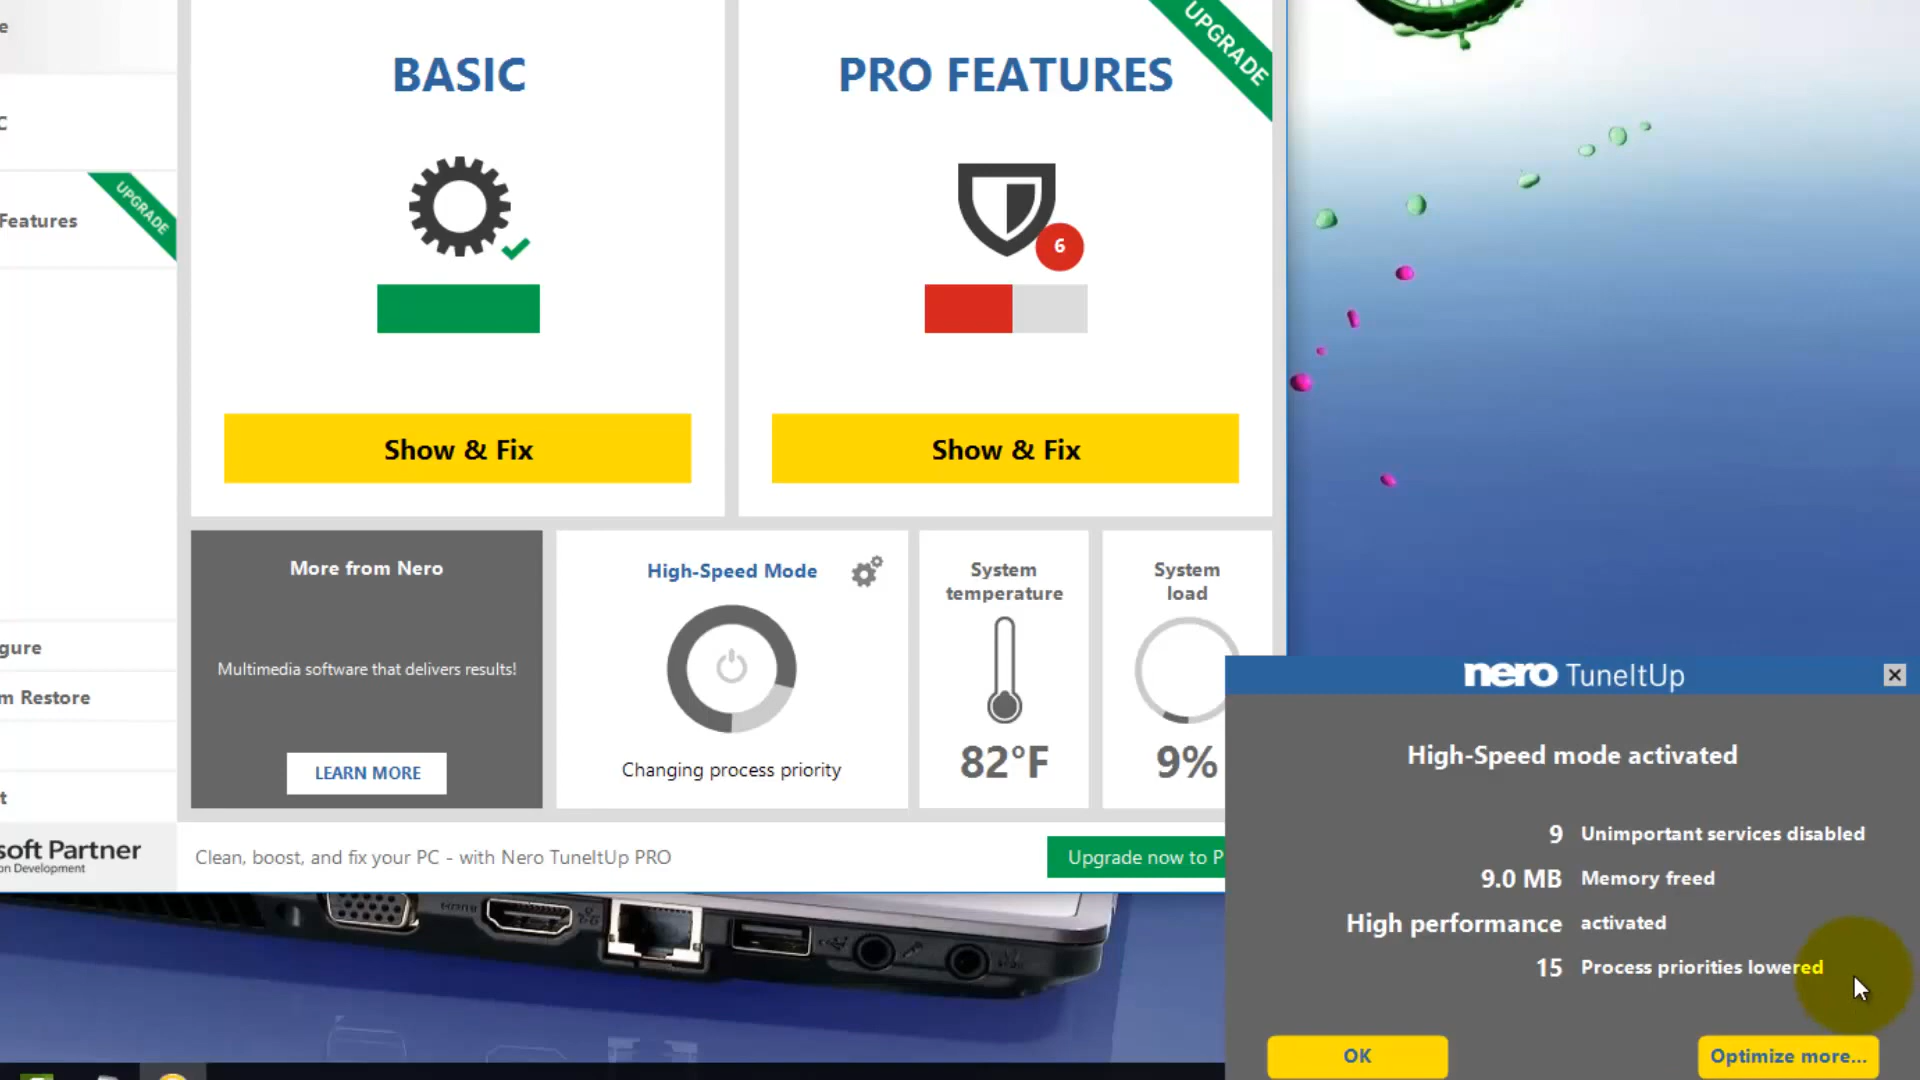 e
BASIC
PRO FEATURES
UPGRADE
C
Features
UPGRADE
6
Show & Fix
Show & Fix
More from Nero
Multimedia software that delivers results!
LEARN MORE
High-Speed Mode
Changing process priority
System
temperature
82°F
System
load
9%
gure
m Restore
t
soft Partner
on Development
Clean, boost, and fix your PC - with Nero TuneItUp PRO
Upgrade now to P
nero TuneItUp
High-Speed mode activated
9 Unimportant services disabled
9.0 MB Memory freed
High performance activated
15 Process priorities lowered
OK
Optimize more...